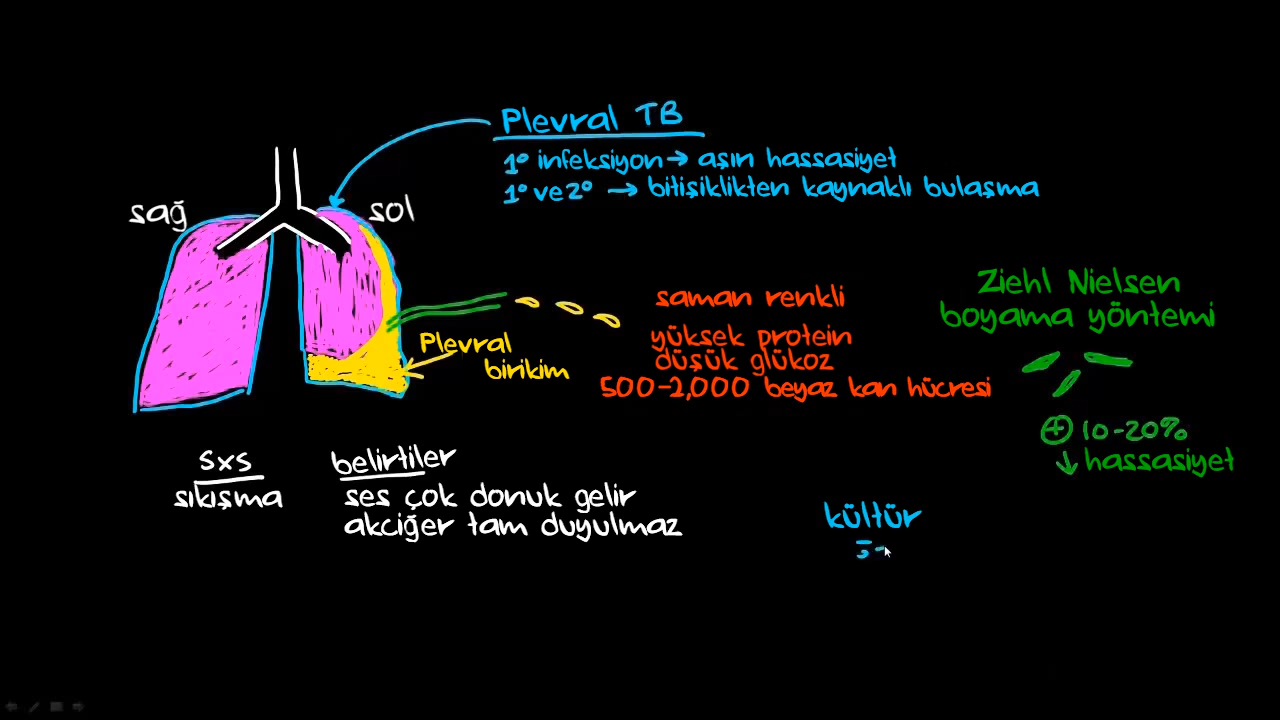 Plevral TB
1° infeksiyon → aşırı hassasiyet
1° ve 2° → bitişiklikten kaynaklı bulaşma
sağ
sol
Plevral
birikim
saman renkli
yüksek protein
düşük glükoz
500-2,000 beyaz kan hücresi
Ziehl Nielsen
boyama yöntemi
+ 10-20%
↓ hassasiyet
sxs
sıkışma
belirtiler
ses çok donuk gelir
akciğer tam duyulmaz
kültür